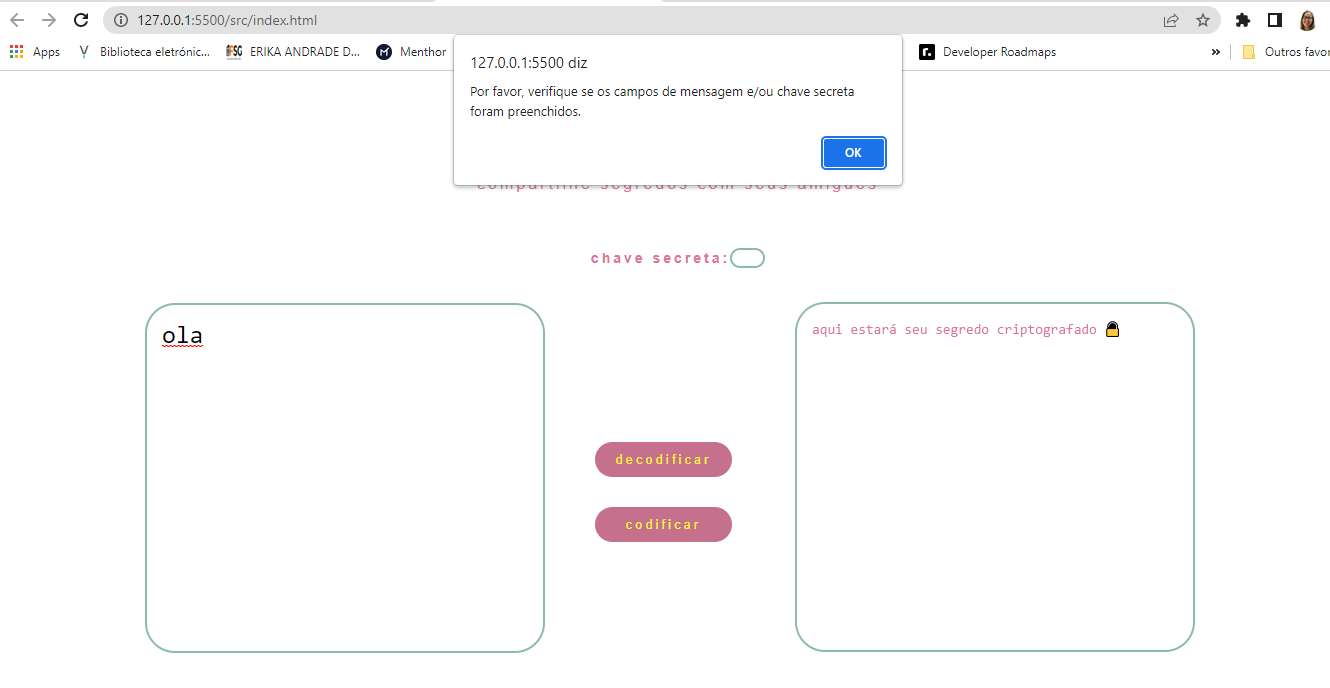 127.0.0.1:5500/src/index.html
Apps
Biblioteca eletrónic...
ERIKA ANDRADE D...
Menthor
Developer Roadmaps
»
Outros favor
127.0.0.1:5500 diz
Por favor, verifique se os campos de mensagem e/ou chave secreta
foram preenchidos.
OK
compartilhe segredos com seus amigues
chave secreta:
ola
aqui estará seu segredo criptografado
decodificar
codificar